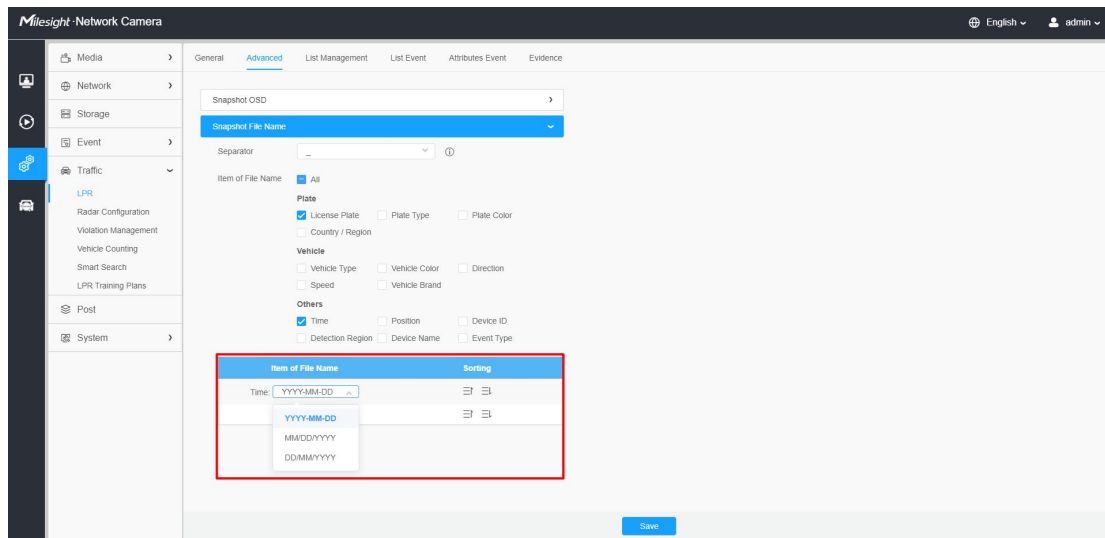 Milesight·Network Camera
English
admin
Media
Network
Storage
Event
Traffic
LPR
Radar Configuration
Violation Management
Vehicle Counting
Smart Search
LPR Training Plans
Post
System
General Advanced List Management List Event Attributes Event Evidence
Snapshot OSD
Snapshot File Name
Separator _
Item of File Name All
Plate
License Plate Plate Type Plate Color
Country / Region
Vehicle
Vehicle Type Vehicle Color Direction
Speed Vehicle Brand
Others
Time Position Device ID
Detection Region Device Name Event Type
Item of File Name Sorting
Time: YYYY-MM-DD
YYYY-MM-DD
MM/DD/YYYY
DD/MM/YYYY
Save